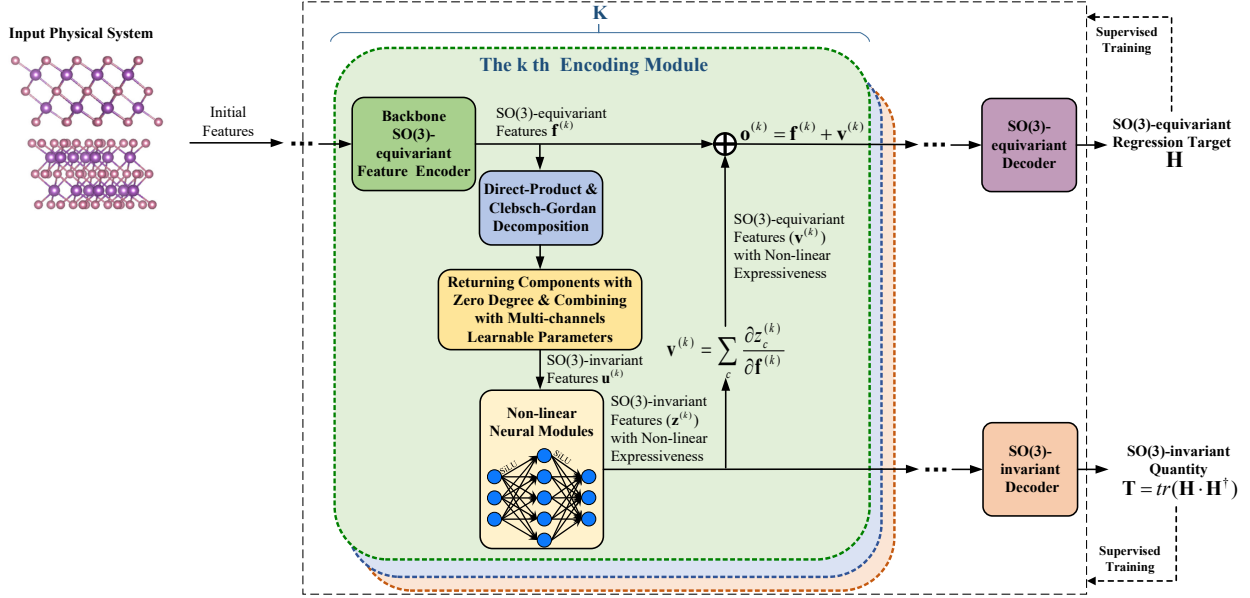 Input Physical System
Initial
Features
...
K
The k th Encoding Module
Backbone
SO(3)-
equivariant
Feature Encoder
SO(3)-equivariant
Features f^(k)
Direct-Product &
Clebsch-Gordan
Decomposition
Returning Components with
Zero Degree & Combining
with Multi-channels
Learnable Parameters
SO(3)-invariant
Features u^(k)
Non-linear
Neural Modules
SiLU
SiLU
SO(3)-invariant
Features (z^(k))
with Non-linear
Expressiveness
v^(k) = ∑_c ∂z_c^(k) / ∂f^(k)
SO(3)-equivariant
Features (v^(k))
with Non-linear
Expressiveness
o^(k) = f^(k) + v^(k)
...
SO(3)-
equivariant
Decoder
SO(3)-equivariant
Regression Target
H
Supervised
Training
...
SO(3)-
invariant
Decoder
SO(3)-invariant
Quantity
T = tr(H · H†)
Supervised
Training